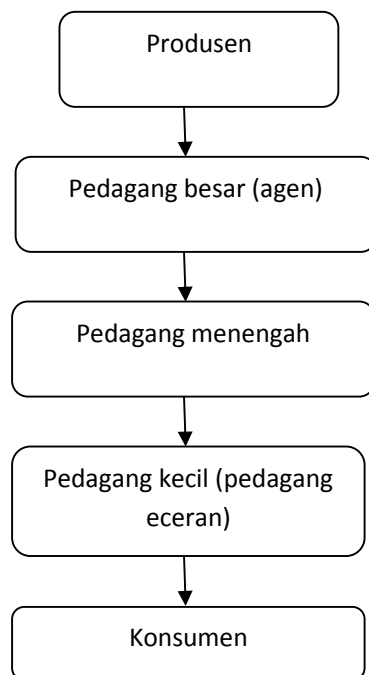 Produsen
Pedagang besar (agen)
Pedagang menengah
Pedagang kecil (pedagang
eceran)
Konsumen